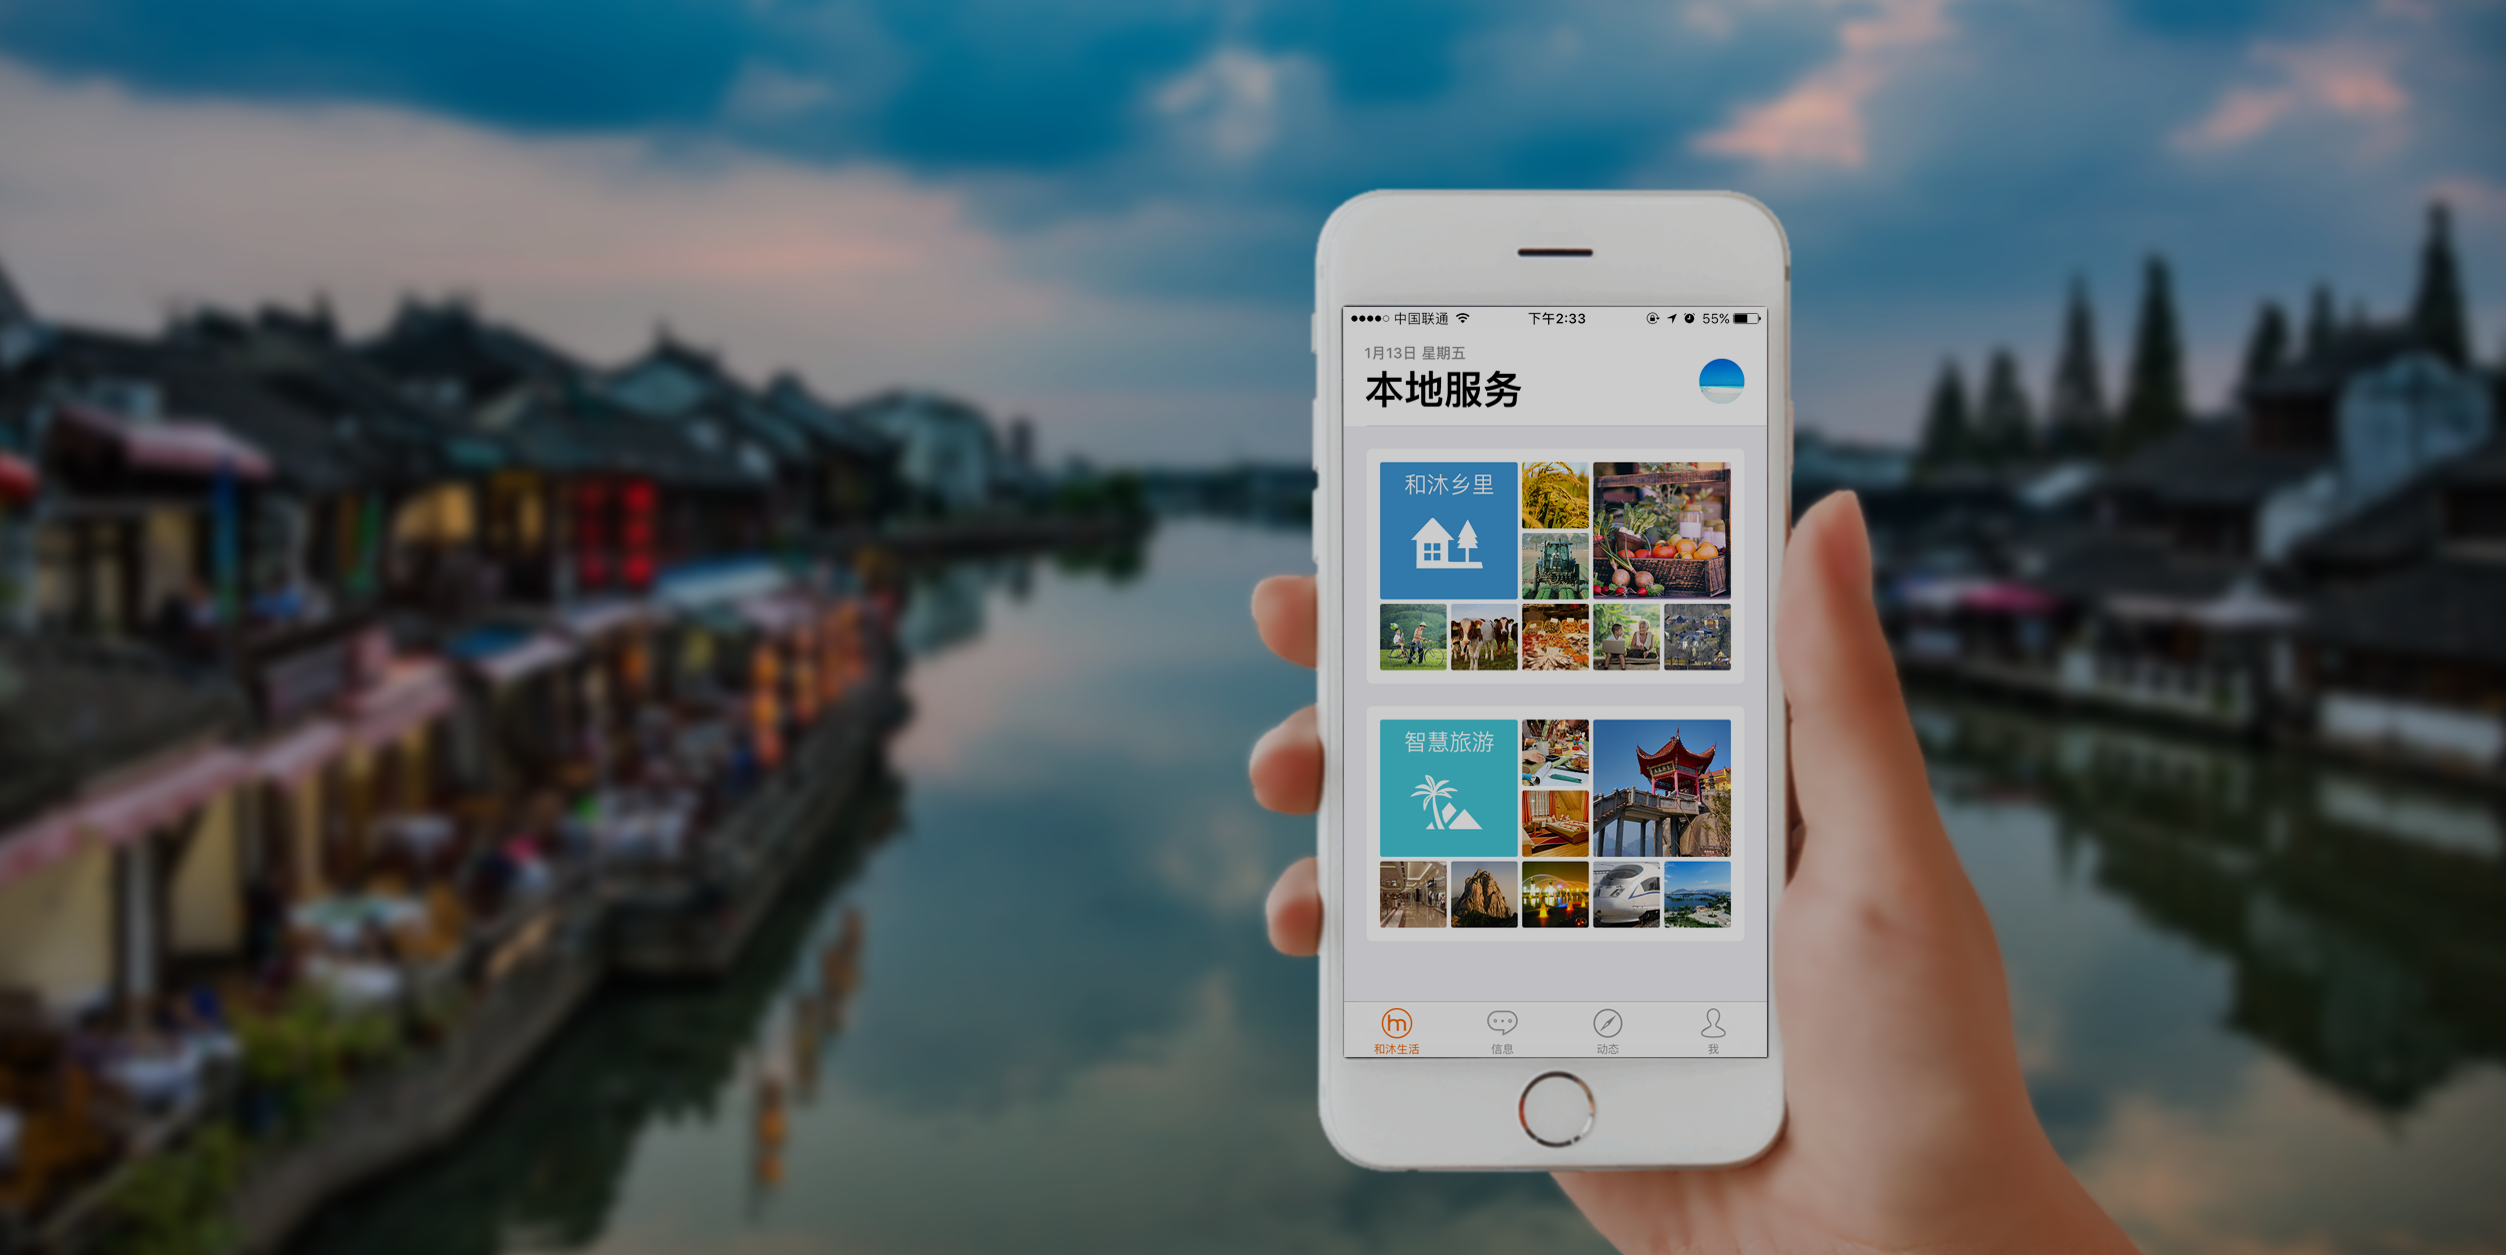 中国联通 下午2:33 55%
1月13日 星期五
本地服务
和沐乡里
智慧旅游
和沐生活 信息 动态 我